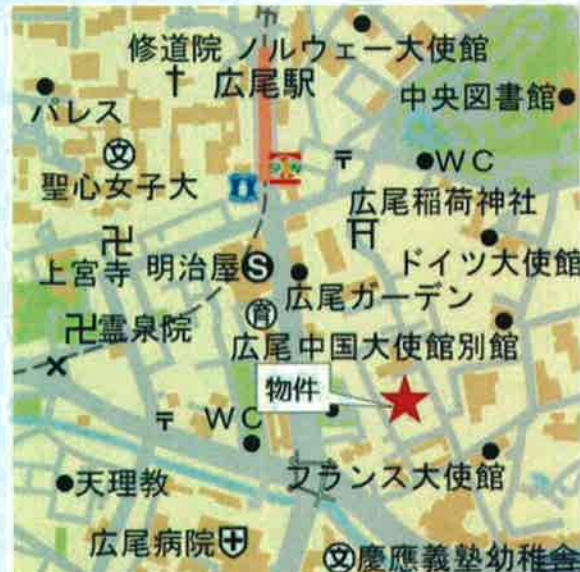 修道院 ノルウェー大使館
広尾駅
中央図書館
パレス
文
〒
WC
聖心女子大
広尾稲荷神社
上宮寺
明治屋
S
ドイツ大使館
広尾ガーデン
霊泉院
育
広尾中国大使館別館
物件
〒
WC
フランス大使館
天理教
広尾病院
文
慶應義塾幼稚舎